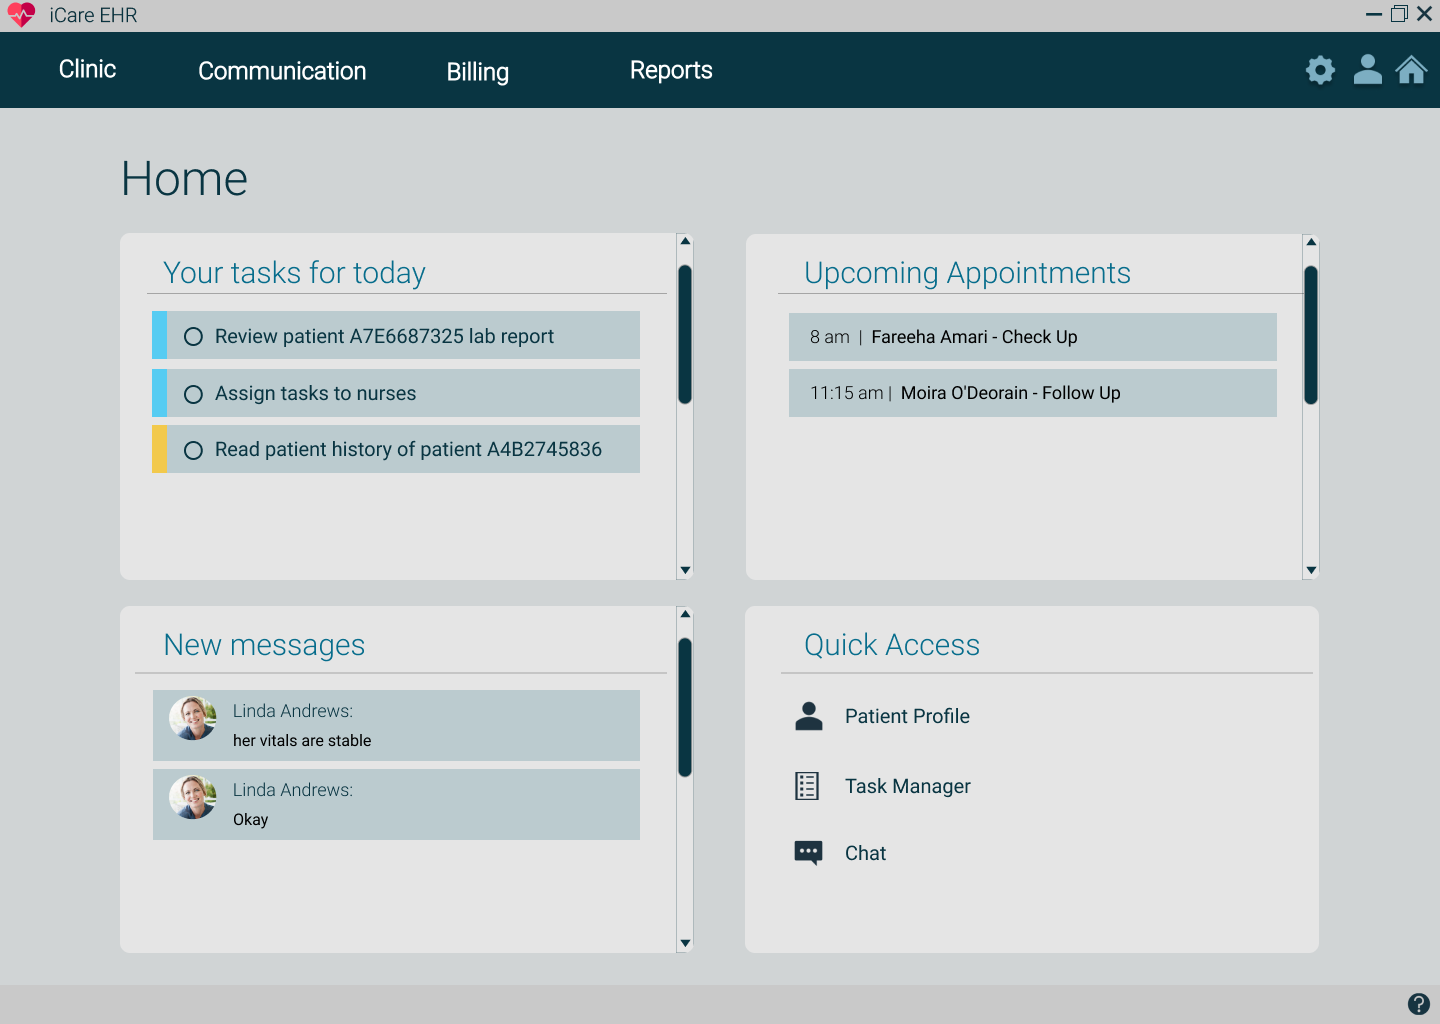 iCare EHR
Clinic
Communication
Billing
Reports
Home
Your tasks for today
Review patient A7E6687325 lab report
Assign tasks to nurses
Read patient history of patient A4B2745836
Upcoming Appointments
8 am | Fareeha Amari - Check Up
11:15 am | Moira O'Deorain - Follow Up
New messages
Linda Andrews:
her vitals are stable
Linda Andrews:
Okay
Quick Access
Patient Profile
Task Manager
Chat
?